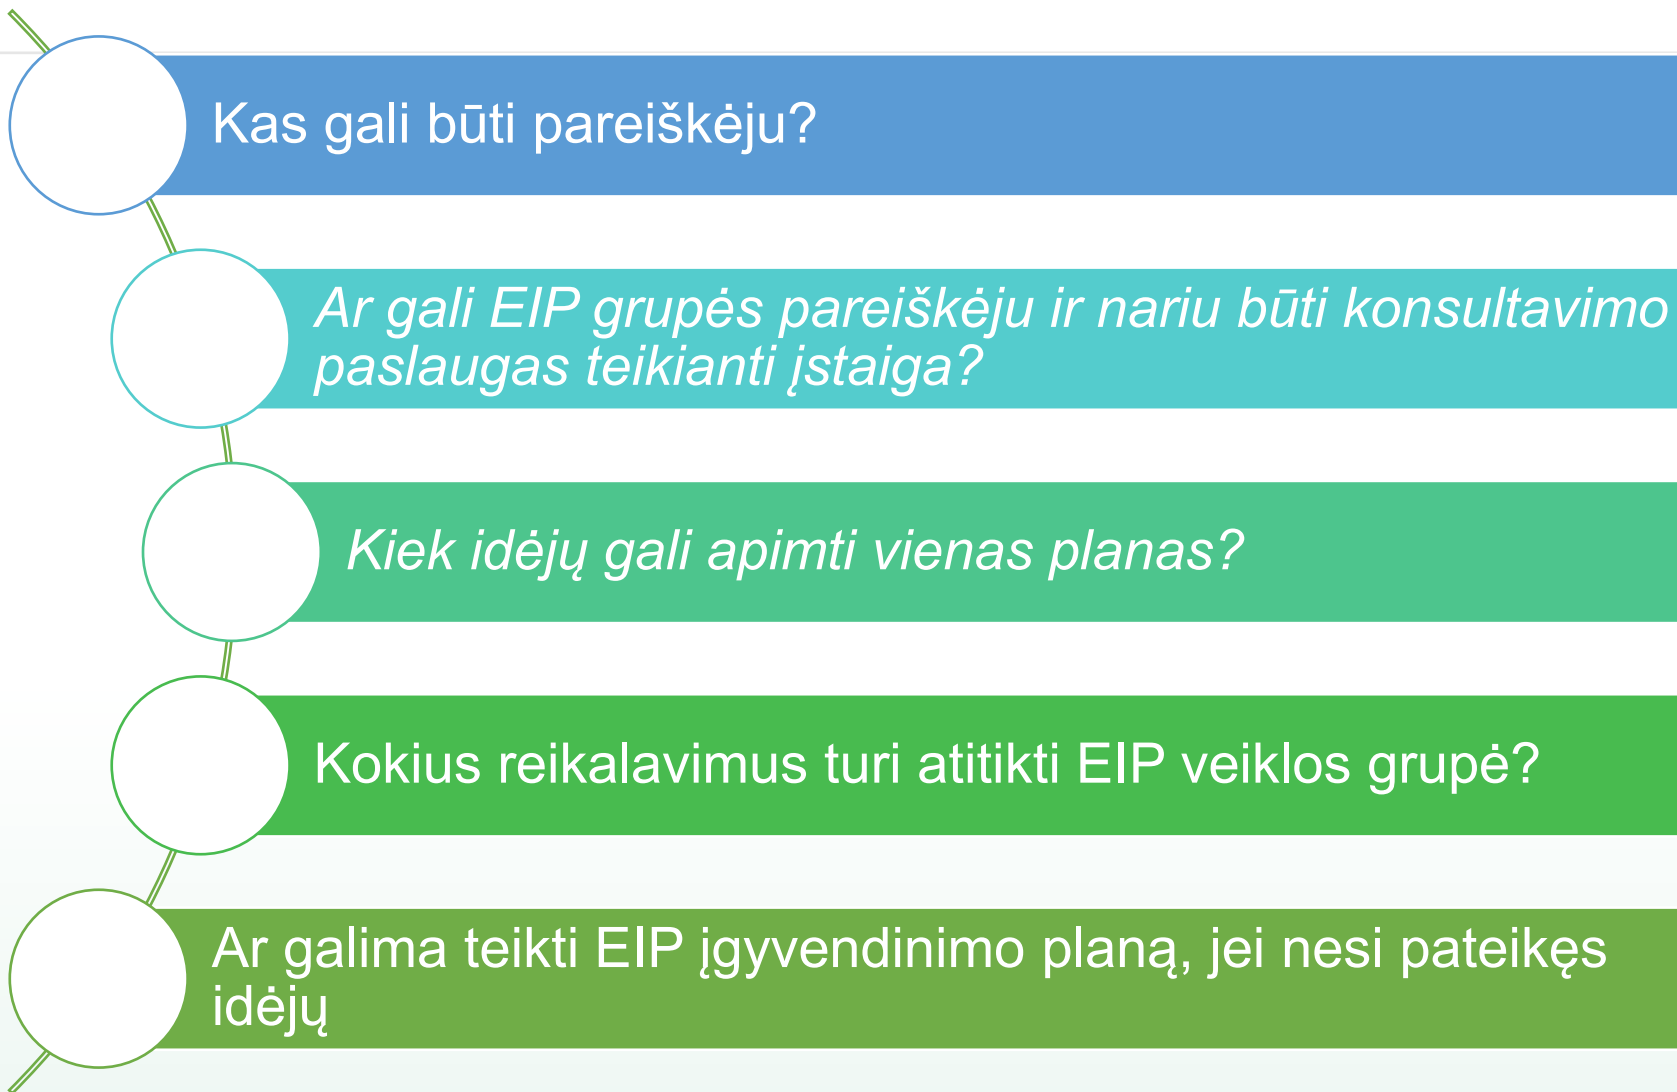 Kas gali būti pareiškėju?
Ar gali EIP grupės pareiškėju ir nariu būti konsultavimo
paslaugas teikianti įstaiga?
Kiek idėjų gali apimti vienas planas?
Kokius reikalavimus turi atitikti EIP veiklos grupė?
Ar galima teikti EIP įgyvendinimo planą, jei nesi pateikęs
idėjų